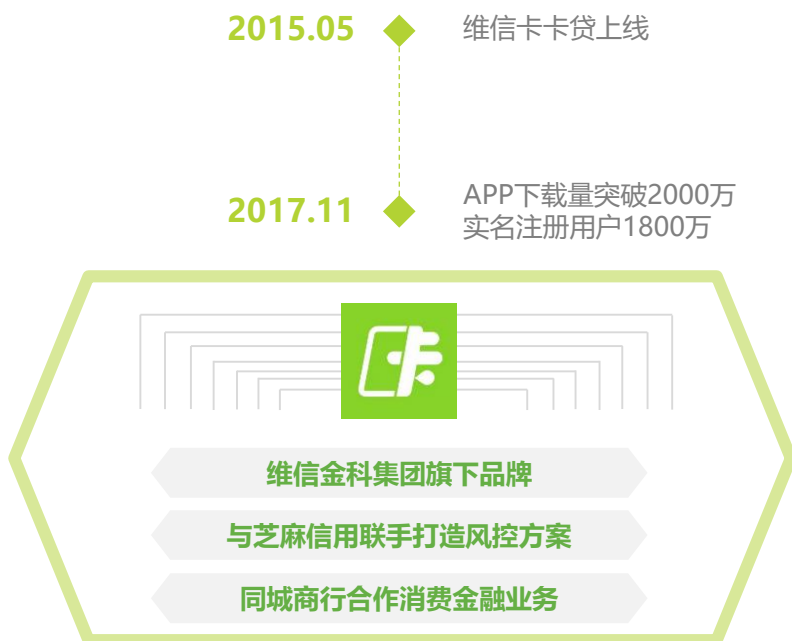 2015.05 维信卡卡贷上线
2017.11 APP下载量突破2000万
实名注册用户1800万
卡
维信金科集团旗下品牌
与芝麻信用联手打造风控方案
同城商行合作消费金融业务